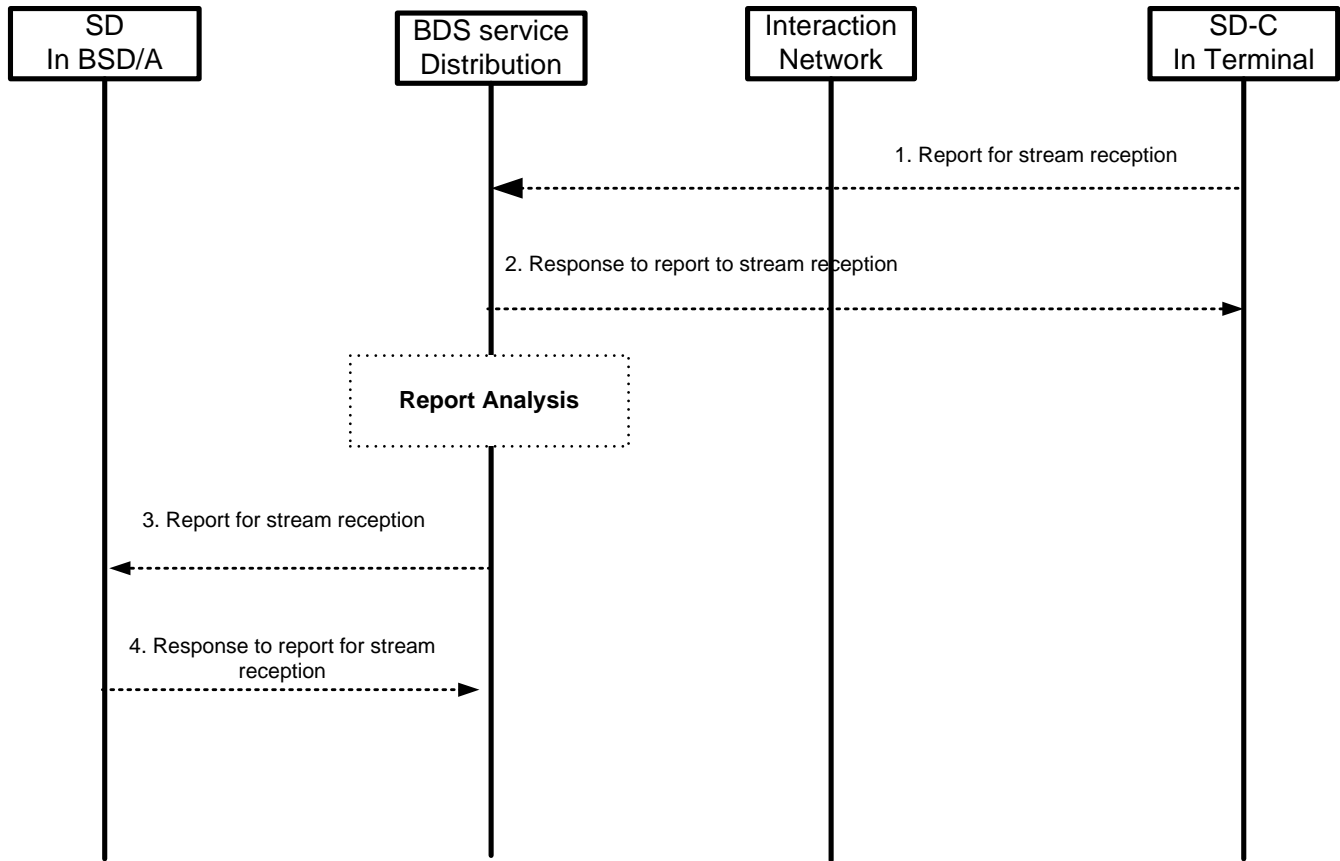 SD
In BSD/A
BDS service
Distribution
Interaction
Network
SD-C
In Terminal
1. Report for stream reception
2. Response to report to stream reception
Report Analysis
3. Report for stream reception
4. Response to report for stream
reception